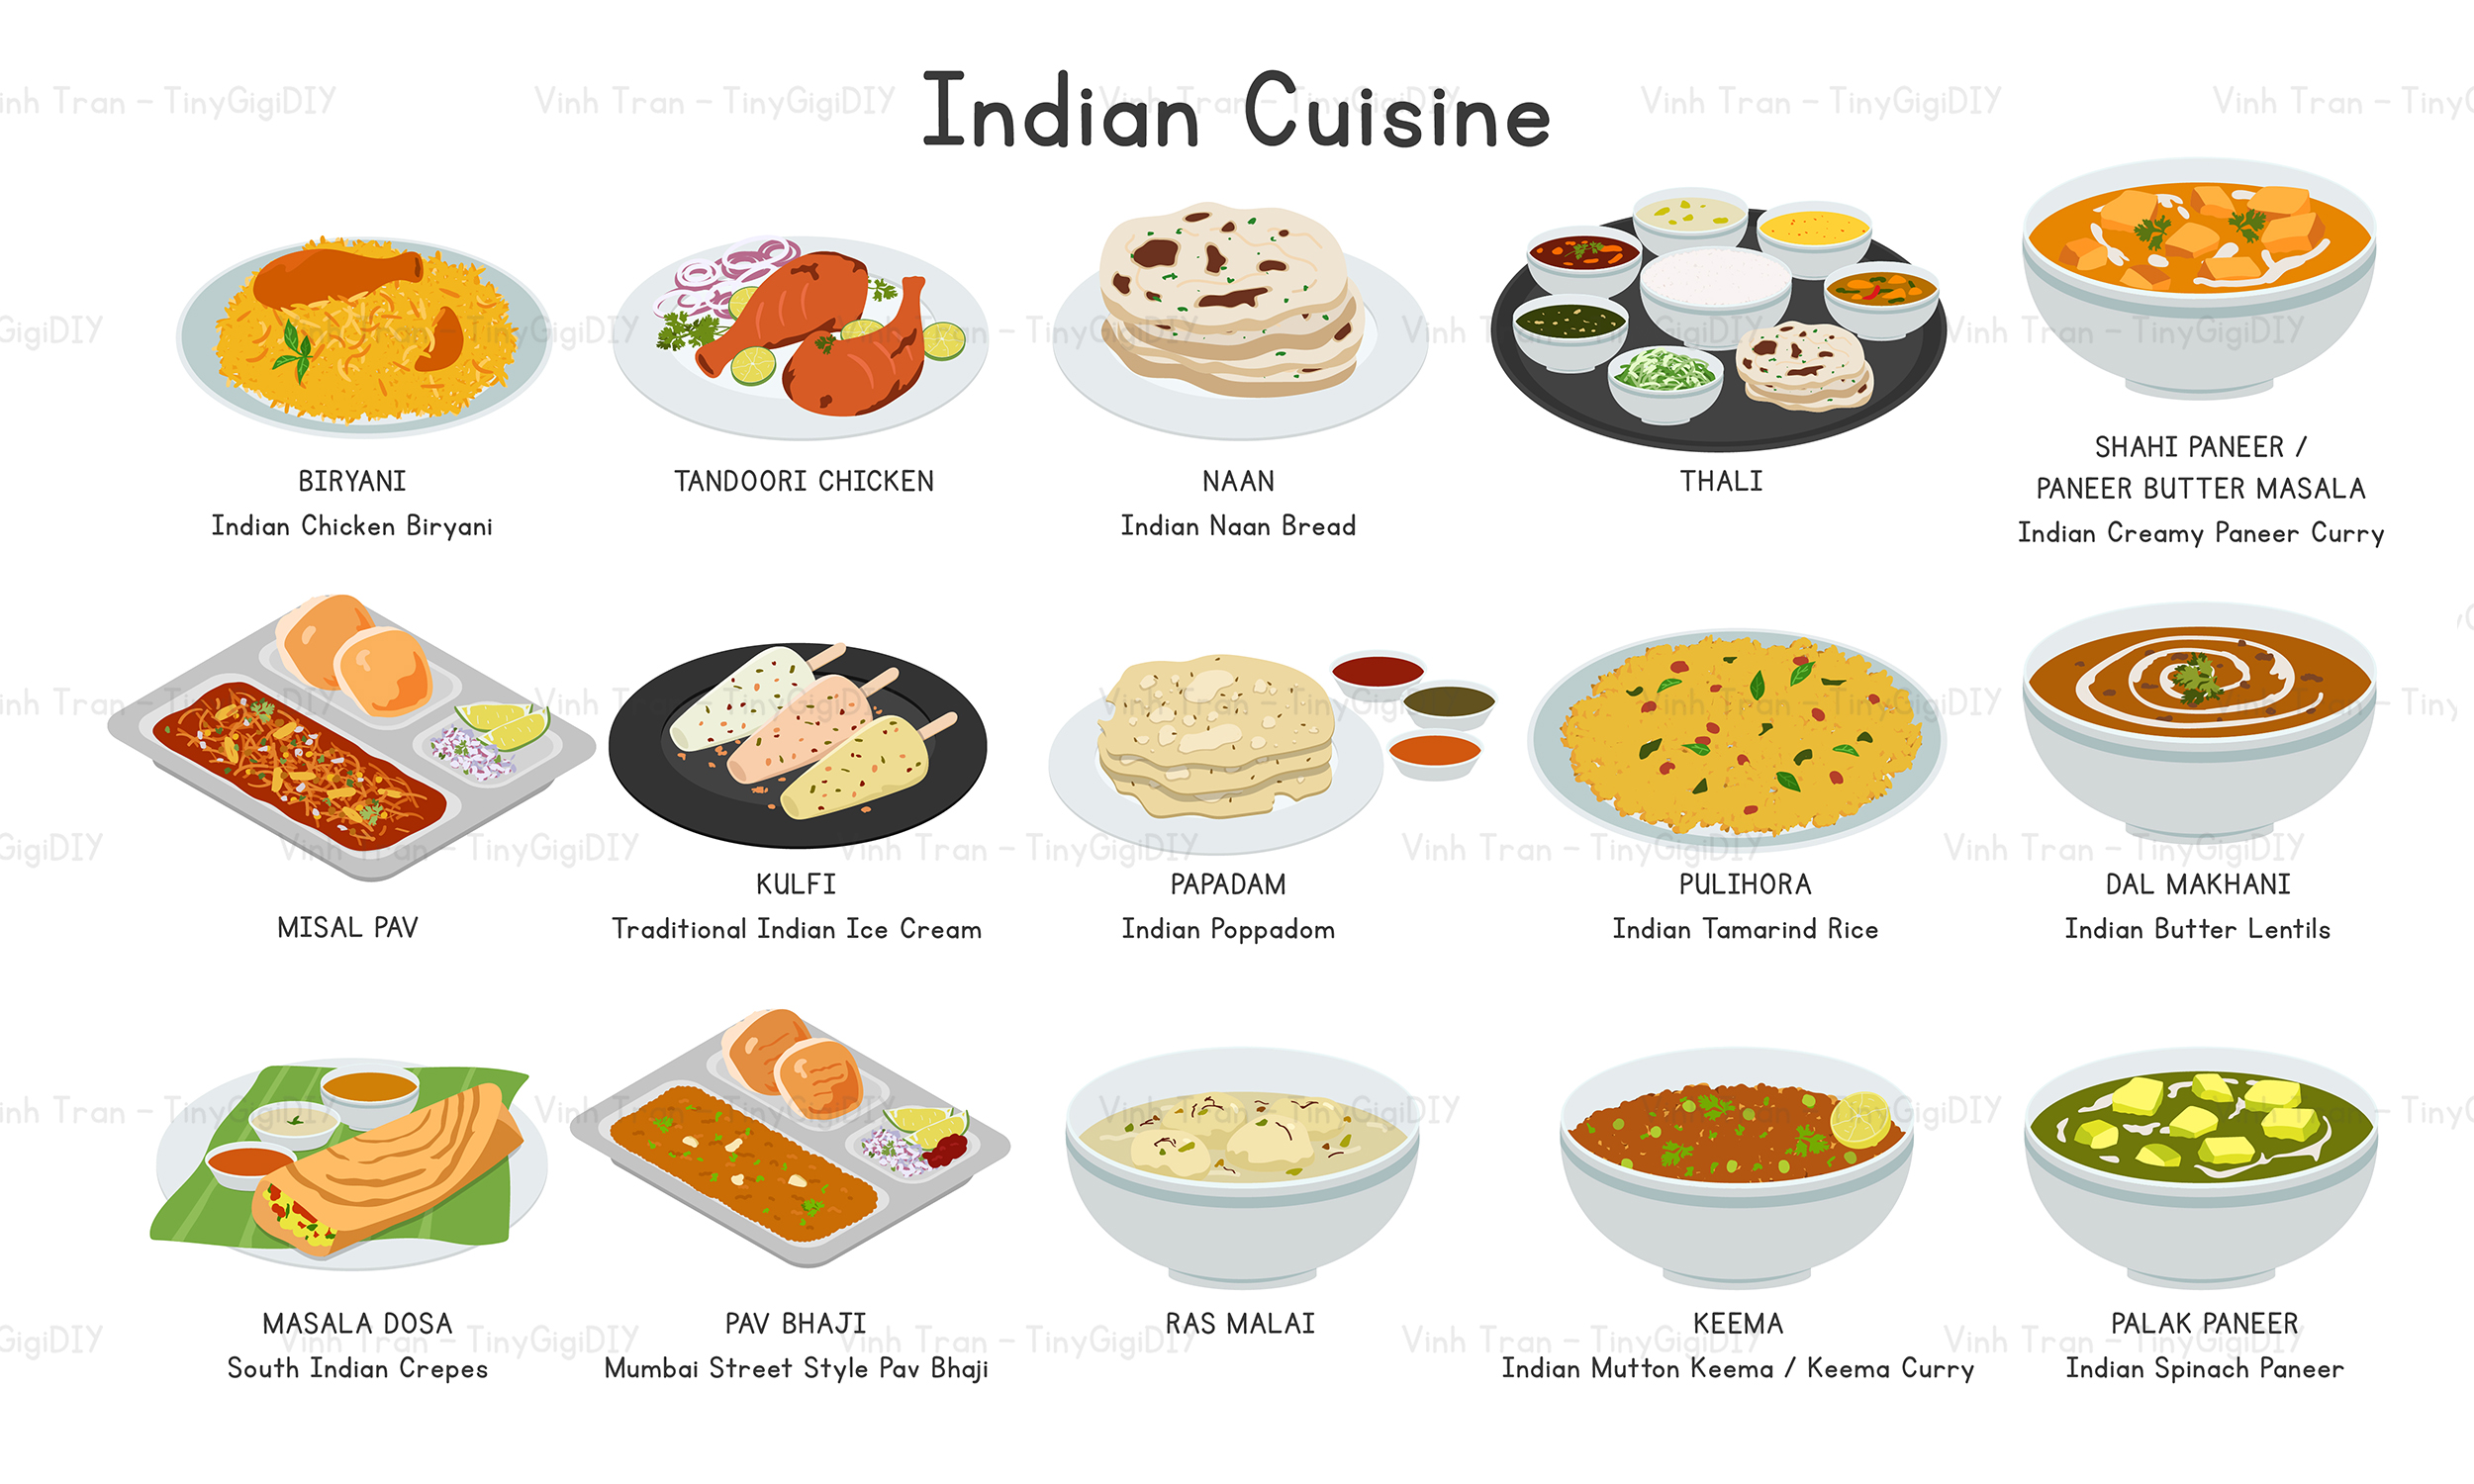 Indian Cuisine
Vinh Tran - TinyGigiDIY
BIRYANI
Indian Chicken Biryani
TANDOORI CHICKEN
NAAN
Indian Naan Bread
THALI
SHAHI PANEER /
PANEER BUTTER MASALA
Indian Creamy Paneer Curry
MISAL PAV
KULFI
Traditional Indian Ice Cream
PAPADAM
Indian Poppadom
PULIHORA
Indian Tamarind Rice
DAL MAKHANI
Indian Butter Lentils
MASALA DOSA
South Indian Crepes
PAV BHAJI
Mumbai Street Style Pav Bhaji
RAS MALAI
KEEMA
Indian Mutton Keema / Keema Curry
PALAK PANEER
Indian Spinach Paneer